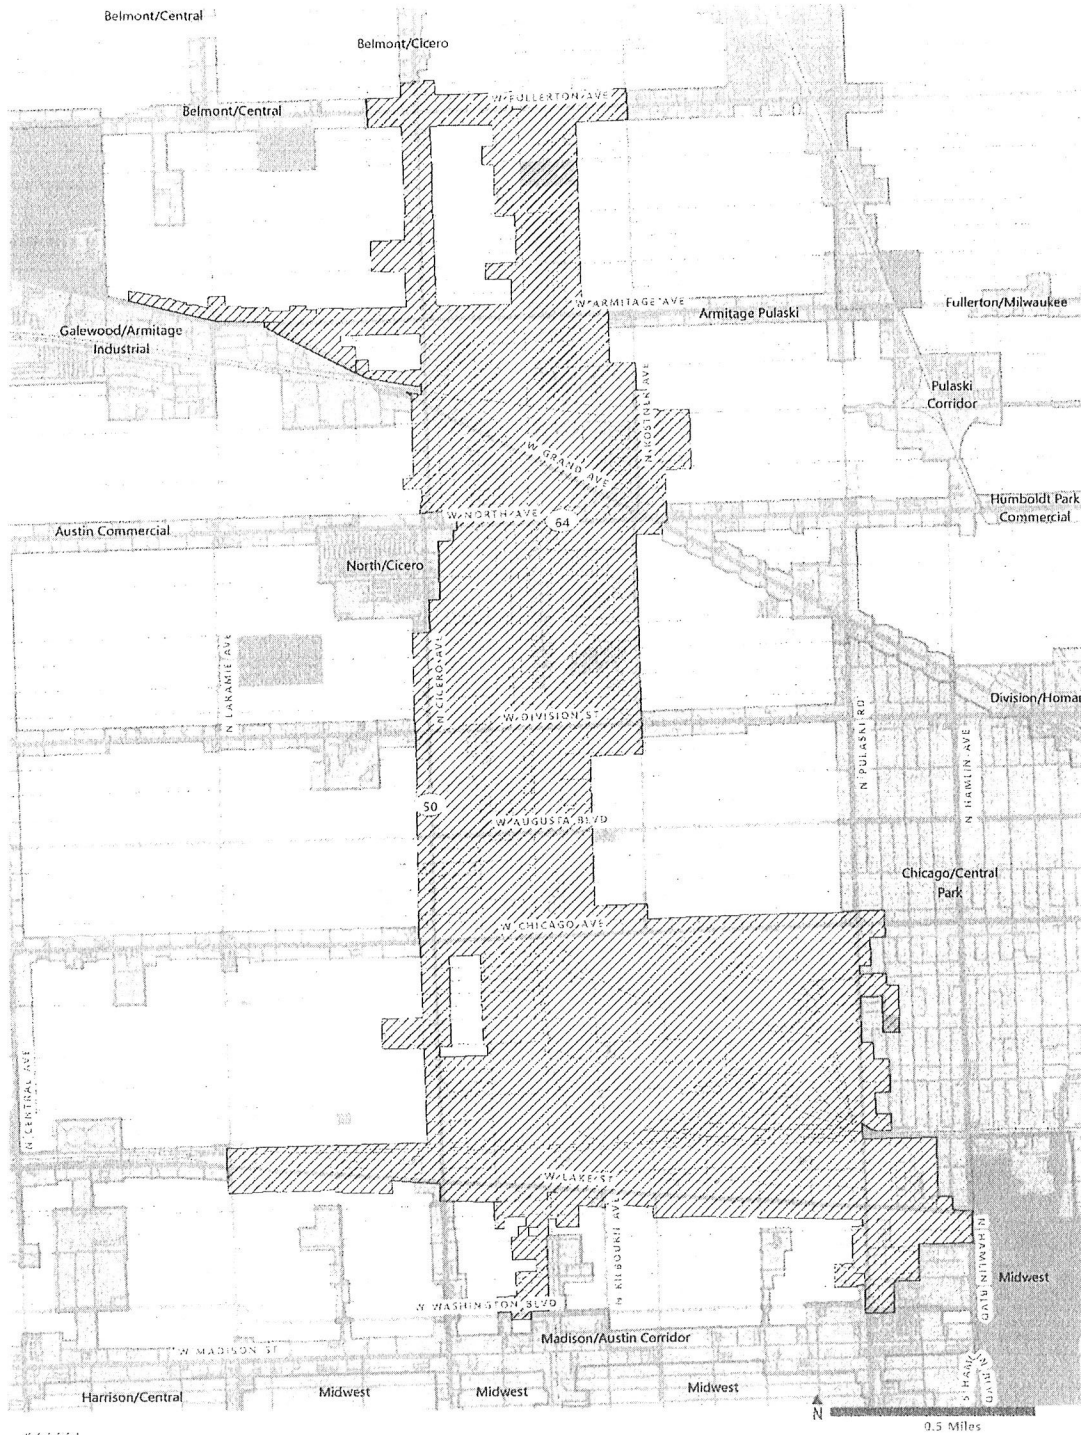 Belmont/Central
Belmont/Cicero
W FULLERTON AVE
Belmont/Central
W ARMITAGE AVE
Fullerton/Milwaukee
Armitage Pulaski
Galewood/Armitage
Industrial
N KOSTNER AVE
Pulaski
Corridor
W GRAND AVE
Humboldt Park
Commercial
W NORTH AVE
64
Austin Commercial
North/Cicero
N LARAMIE AVE
N CICERO AVE
W DIVISION ST
N PULASKI RD
Division/Homan
N HAMLIN AVE
50
W AUGUSTA BLVD
Chicago/Central
Park
W CHICAGO AVE
N CENTRAL AVE
W LAKE ST
N KILBOURN AVE
N HAMLIN BLVD
Midwest
W WASHINGTON BLVD
Madison/Austin Corridor
W MADISON ST
Harrison/Central
Midwest
Midwest
Midwest
N
0.5 Miles